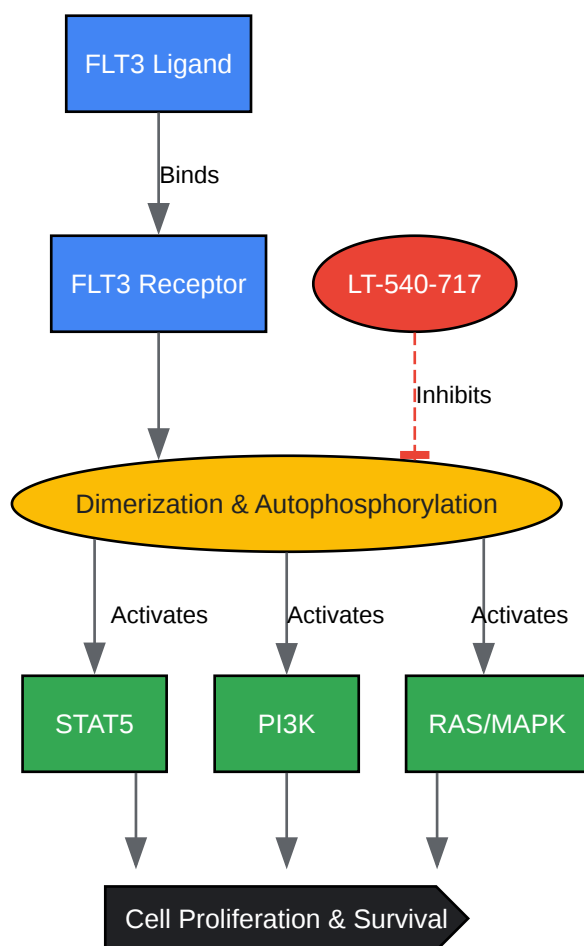 FLT3 Ligand
Binds
FLT3 Receptor
LT-540-717
Inhibits
Dimerization & Autophosphorylation
Activates
Activates
Activates
STAT5
PI3K
RAS/MAPK
Cell Proliferation & Survival